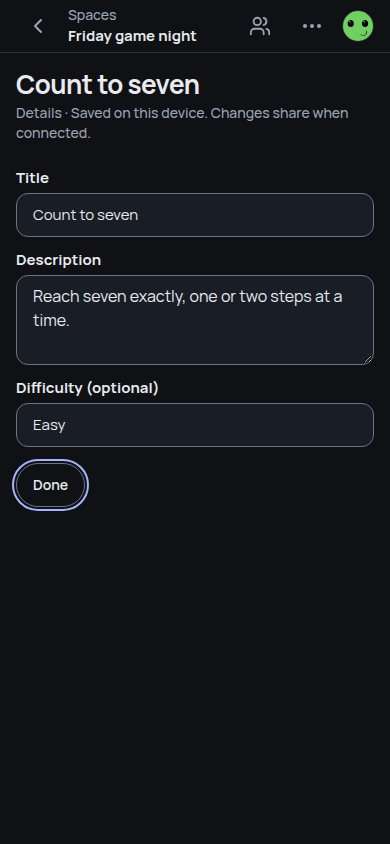 Spaces
Friday game night
Count to seven
Details · Saved on this device. Changes share when
connected.
Title
Count to seven
Description
Reach seven exactly, one or two steps at a
time.
Difficulty (optional)
Easy
Done